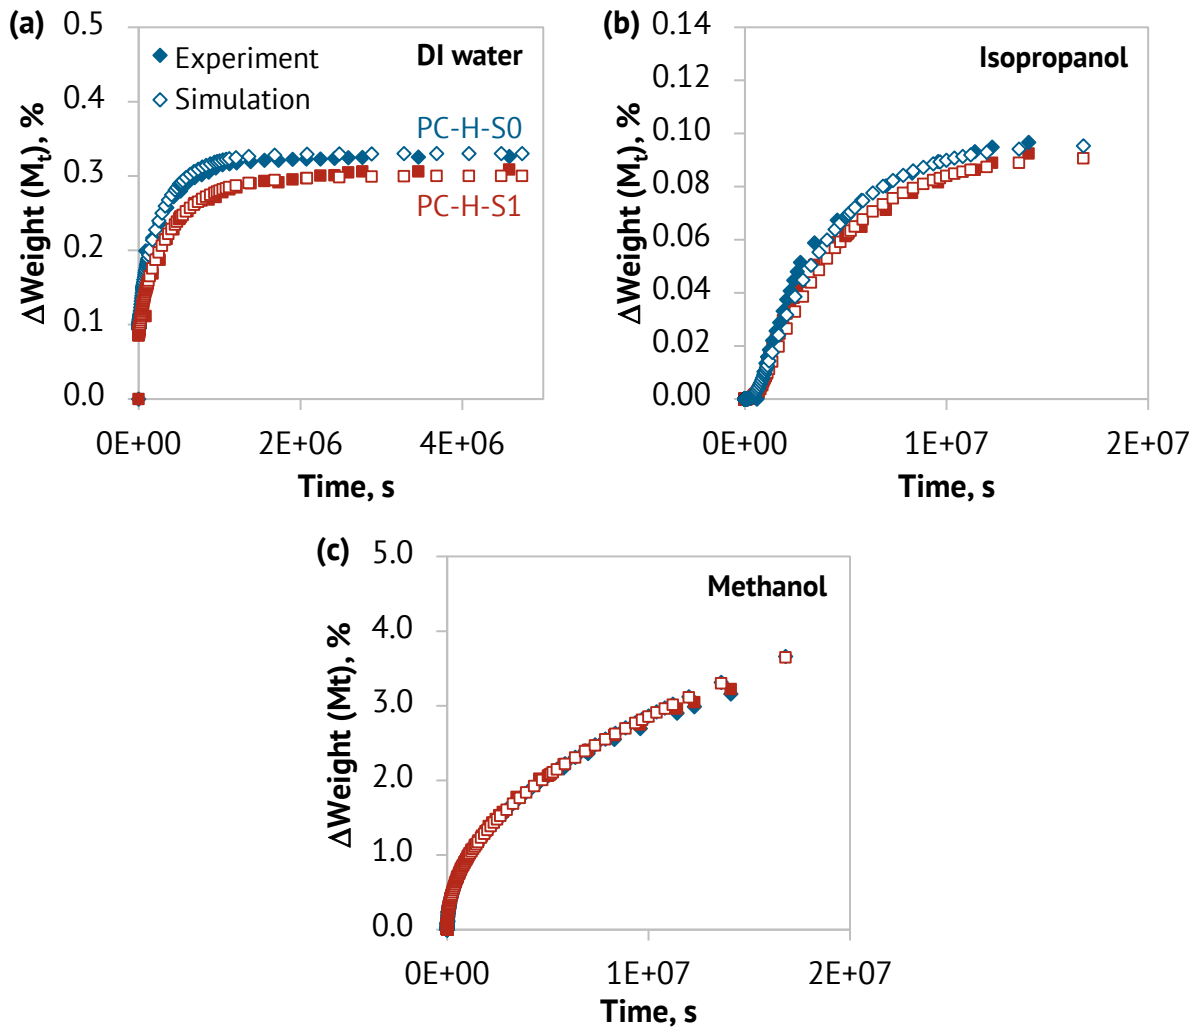 (a)
0.5
0.4
0.3
0.2
0.1
0.0
ΔWeight (Mt), %
Experiment
Simulation
DI water
PC-H-S0
PC-H-S1
0E+00 2E+06 4E+06
Time, s
(b)
0.14
0.12
0.10
0.08
0.06
0.04
0.02
0.00
ΔWeight (Mt), %
Isopropanol
0E+00 1E+07 2E+07
Time, s
(c)
5.0
4.0
3.0
2.0
1.0
0.0
ΔWeight (Mt), %
Methanol
0E+00 1E+07 2E+07
Time, s